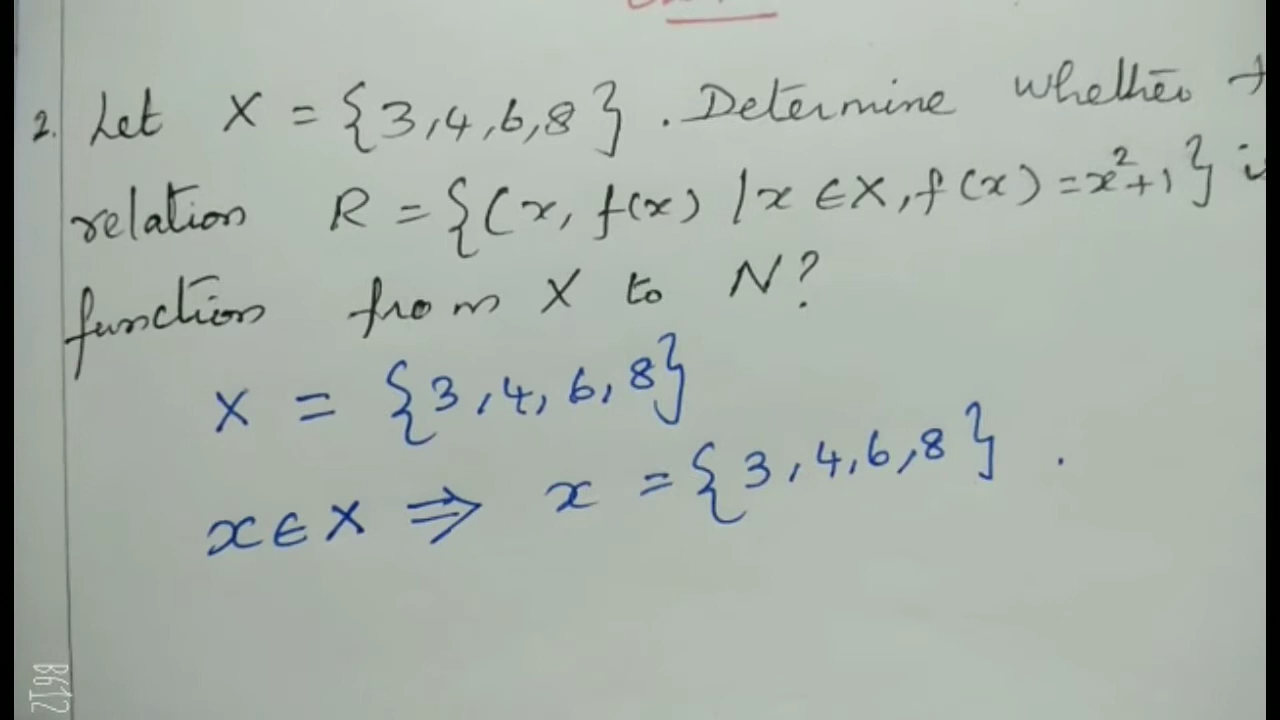 2. Let X = {3,4,6,8}. Determine whether
relation R = {(x, f(x) / x ∈ X, f(x) = x²+1}
function from X to N?
X = {3,4,6,8}
x ∈ X ⇒ x = {3,4,6,8}.
B612